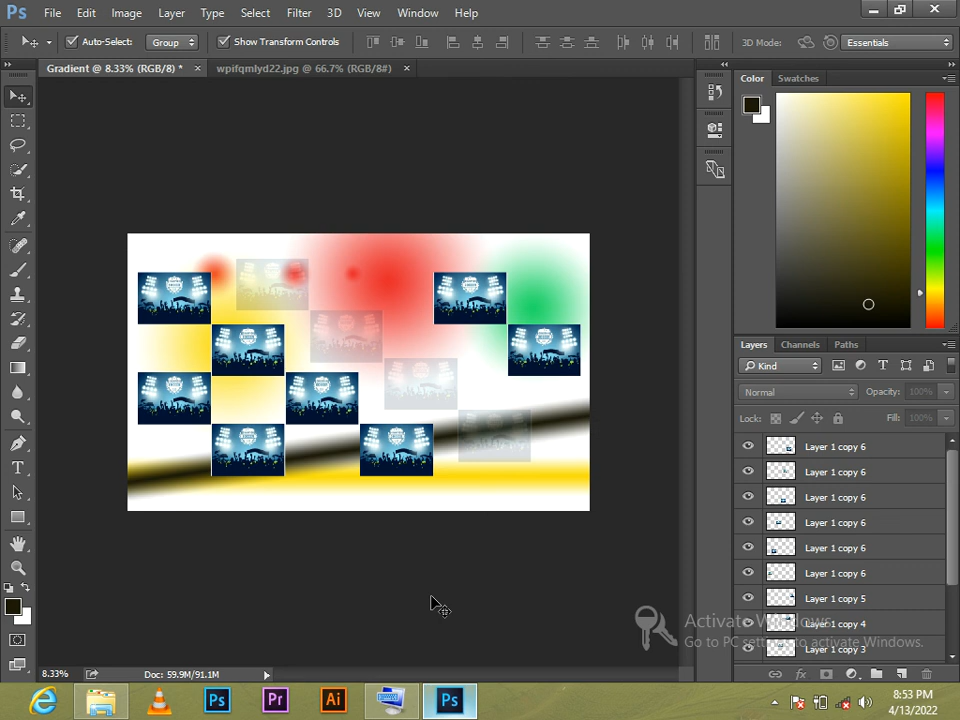 Ps File Edit Image Layer Type Select Filter 3D View Window Help
Auto-Select: Group Show Transform Controls 3D Mode: Essentials
Gradient @ 8.33% (RGB/8) * × wpifqmlyd22.jpg @ 66.7% (RGB/8#) ×
Color Swatches
Layers Channels Paths
Kind
Normal Opacity: 100%
Lock: Fill: 100%
Layer 1 copy 6
Layer 1 copy 6
Layer 1 copy 6
Layer 1 copy 6
Layer 1 copy 6
Layer 1 copy 6
Layer 1 copy 5
Layer 1 copy 4
Layer 1 copy 3
Activate Windows
Go to PC settings to activate Windows.
8.33% Doc: 59.9M/91.1M
Ps Pr Ai Ps
8:53 PM
4/13/2022